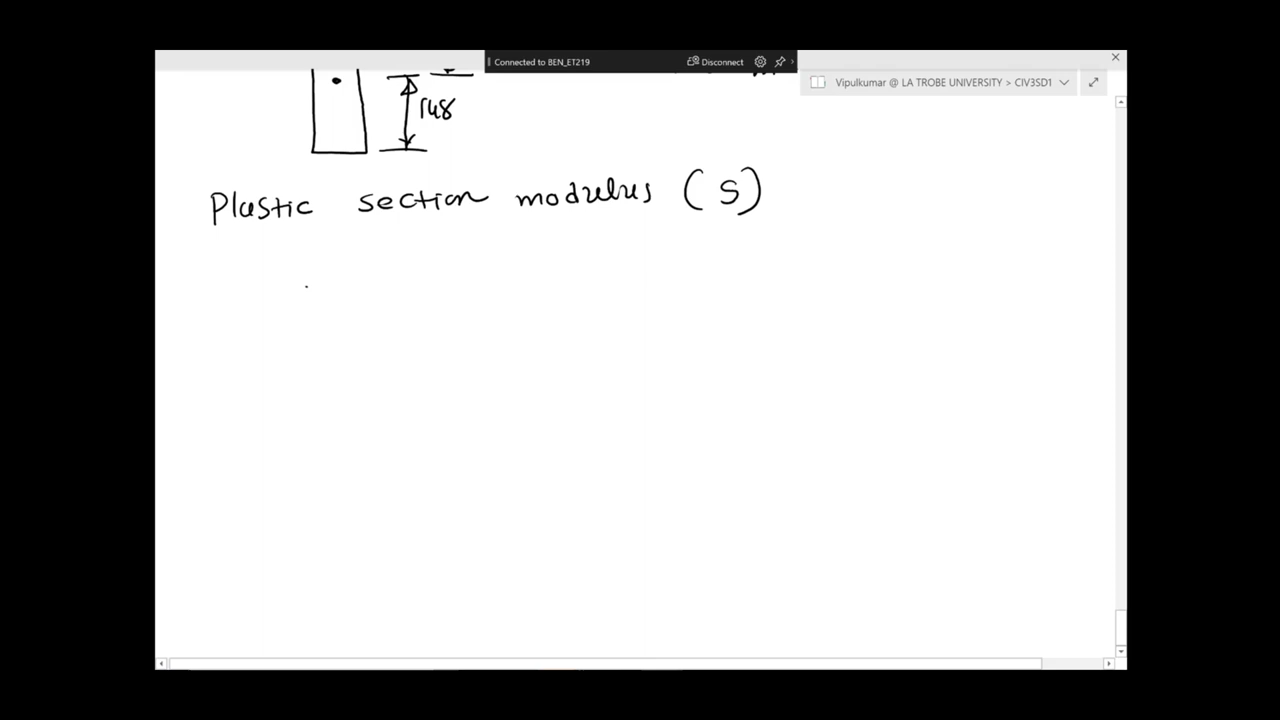 Connected to BEN_ET219 Disconnect
Vipulkumar @ LA TROBE UNIVERSITY > CIV3SD1
148
Plastic section modulus (S)